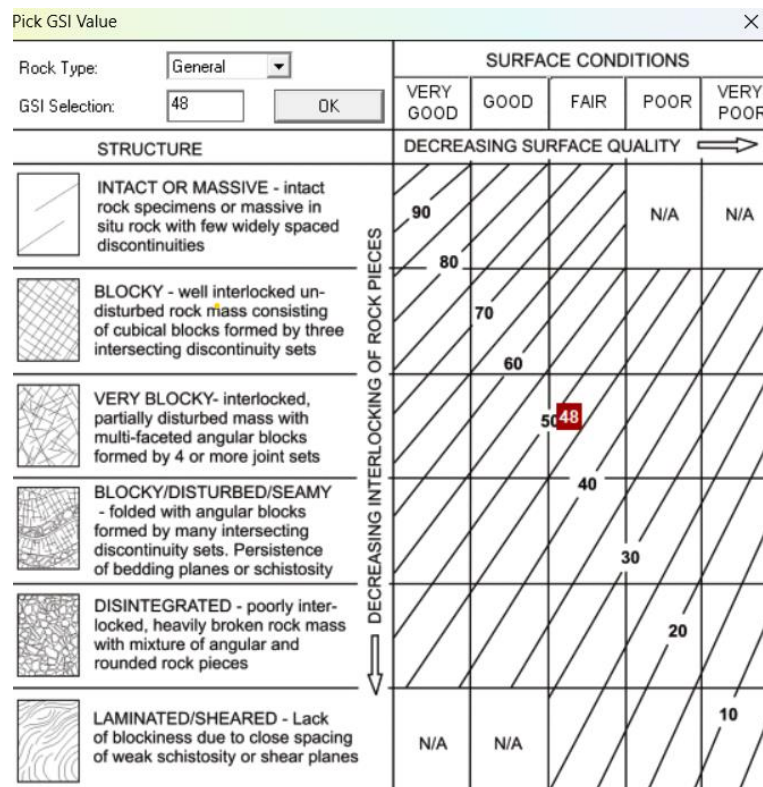 Pick GSI Value
Rock Type: General
GSI Selection: 48 OK
SURFACE CONDITIONS
VERY GOOD GOOD FAIR POOR VERY POOR
STRUCTURE
DECREASING SURFACE QUALITY
DECREASING INTERLOCKING OF ROCK PIECES
INTACT OR MASSIVE - intact
rock specimens or massive in
situ rock with few widely spaced
discontinuities
90
N/A N/A
80
BLOCKY - well interlocked un-
disturbed rock mass consisting
of cubical blocks formed by three
intersecting discontinuity sets
70
60
VERY BLOCKY- interlocked,
partially disturbed mass with
multi-faceted angular blocks
formed by 4 or more joint sets
50 48
BLOCKY/DISTURBED/SEAMY
- folded with angular blocks
formed by many intersecting
discontinuity sets. Persistence
of bedding planes or schistosity
40
30
DISINTEGRATED - poorly inter-
locked, heavily broken rock mass
with mixture of angular and
rounded rock pieces
20
LAMINATED/SHEARED - Lack
of blockiness due to close spacing
of weak schistosity or shear planes
N/A N/A
10